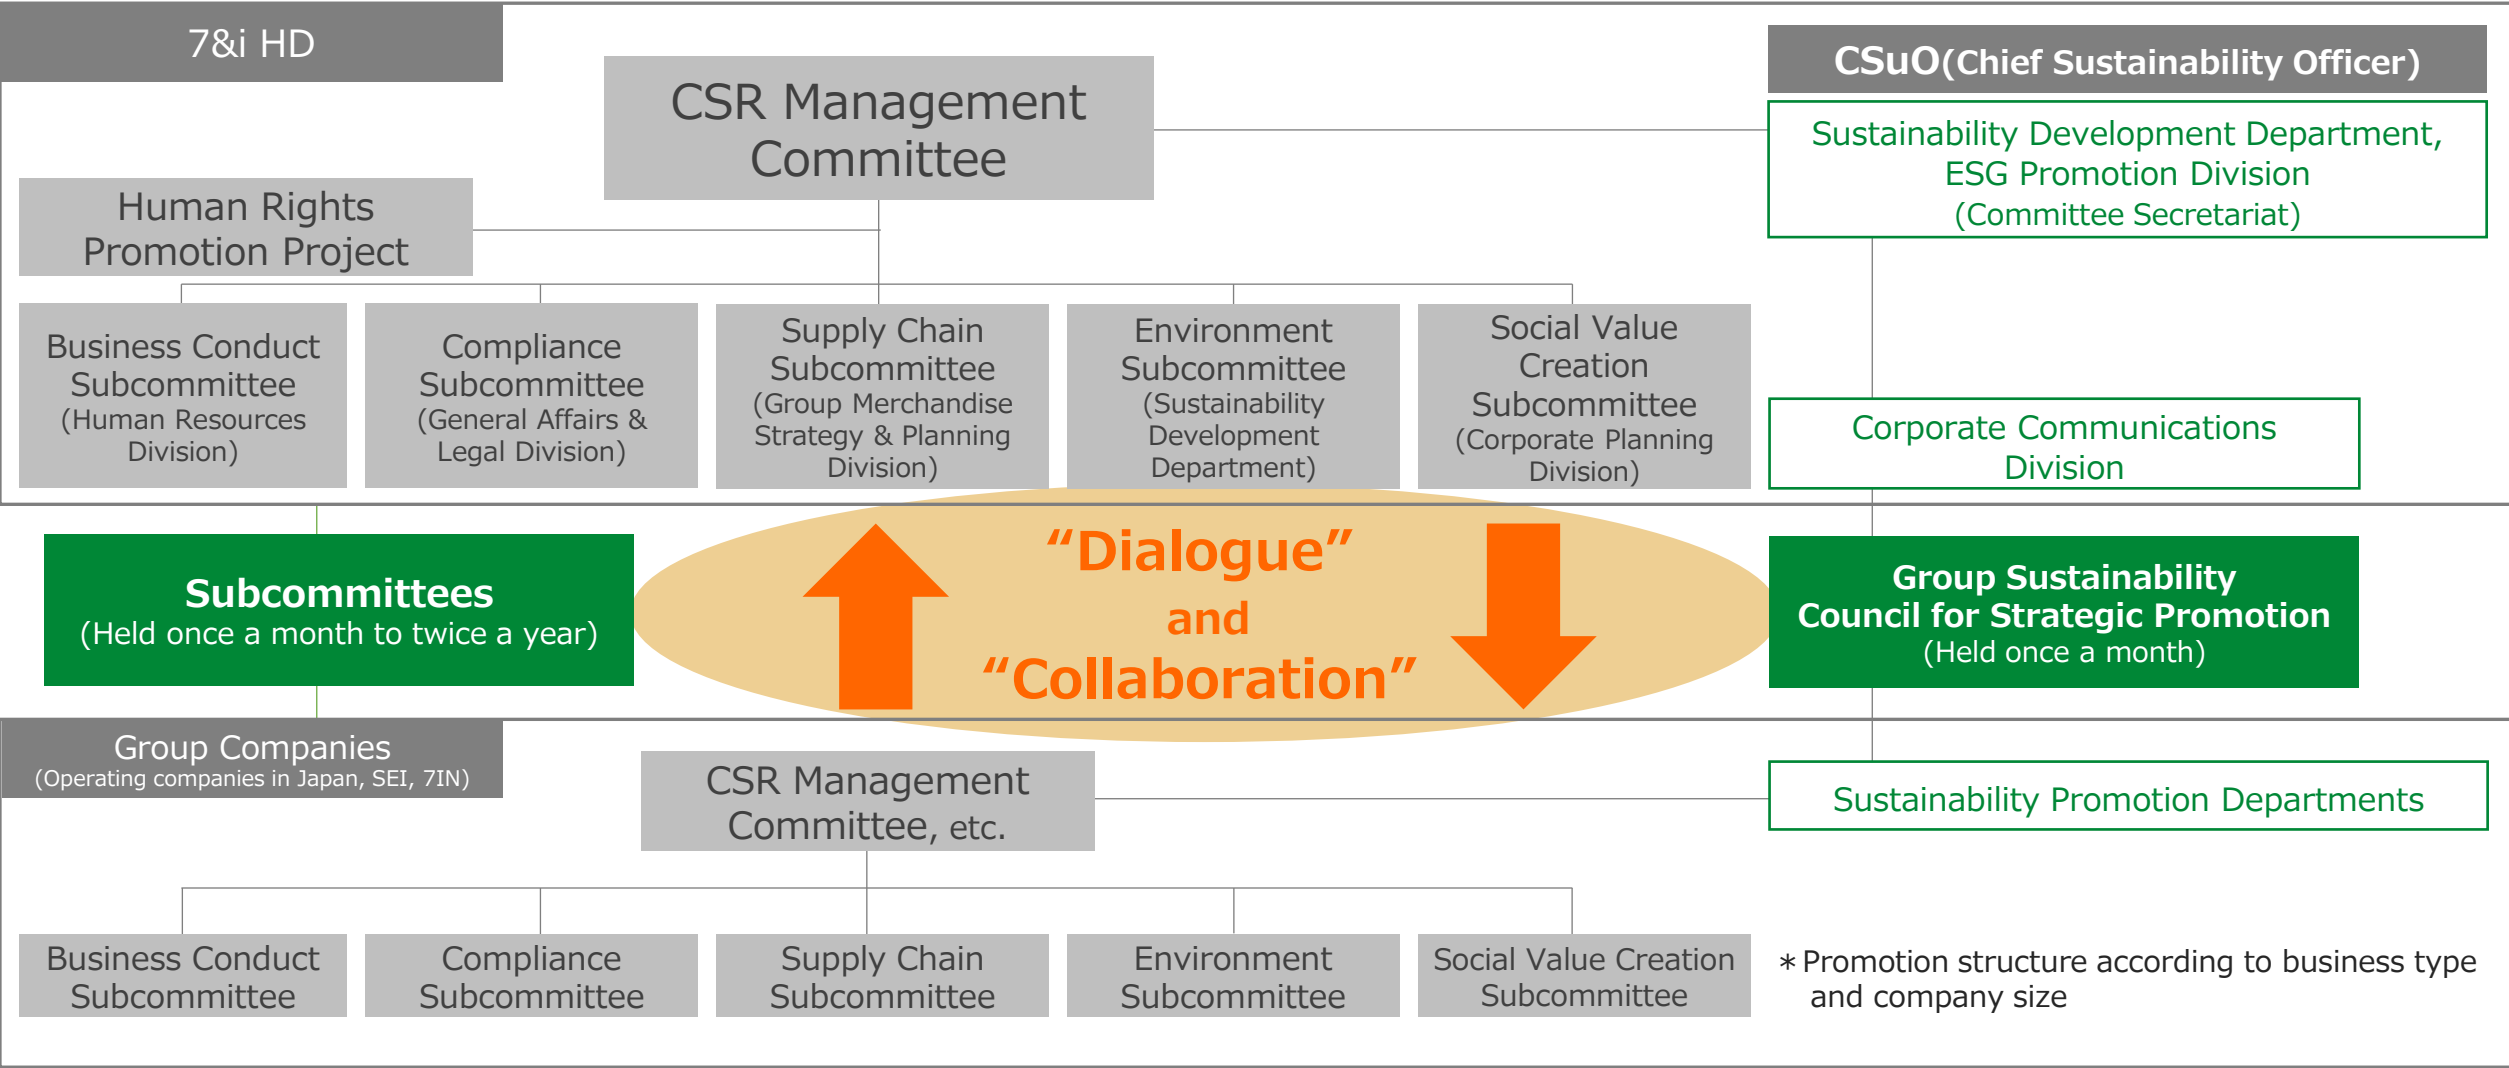 7&i HD
CSuO(Chief Sustainability Officer)
CSR Management
Committee
Sustainability Development Department,
ESG Promotion Division
(Committee Secretariat)
Human Rights
Promotion Project
Business Conduct
Subcommittee
(Human Resources
Division)
Compliance
Subcommittee
(General Affairs &
Legal Division)
Supply Chain
Subcommittee
(Group Merchandise
Strategy & Planning
Division)
Environment
Subcommittee
(Sustainability
Development
Department)
Social Value
Creation
Subcommittee
(Corporate Planning
Division)
Corporate Communications
Division
Subcommittees
(Held once a month to twice a year)
“Dialogue”
and
“Collaboration”
Group Sustainability
Council for Strategic Promotion
(Held once a month)
Group Companies
(Operating companies in Japan, SEI, 7IN)
CSR Management
Committee, etc.
Sustainability Promotion Departments
Business Conduct
Subcommittee
Compliance
Subcommittee
Supply Chain
Subcommittee
Environment
Subcommittee
Social Value Creation
Subcommittee
＊Promotion structure according to business type
and company size